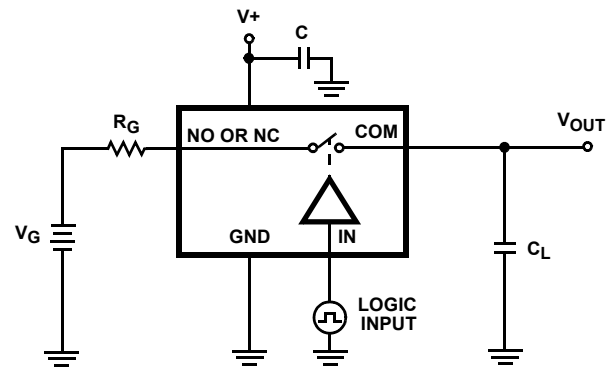 V+
C
RG
NO OR NC
COM
VOUT
VG
GND
IN
CL
LOGIC
INPUT